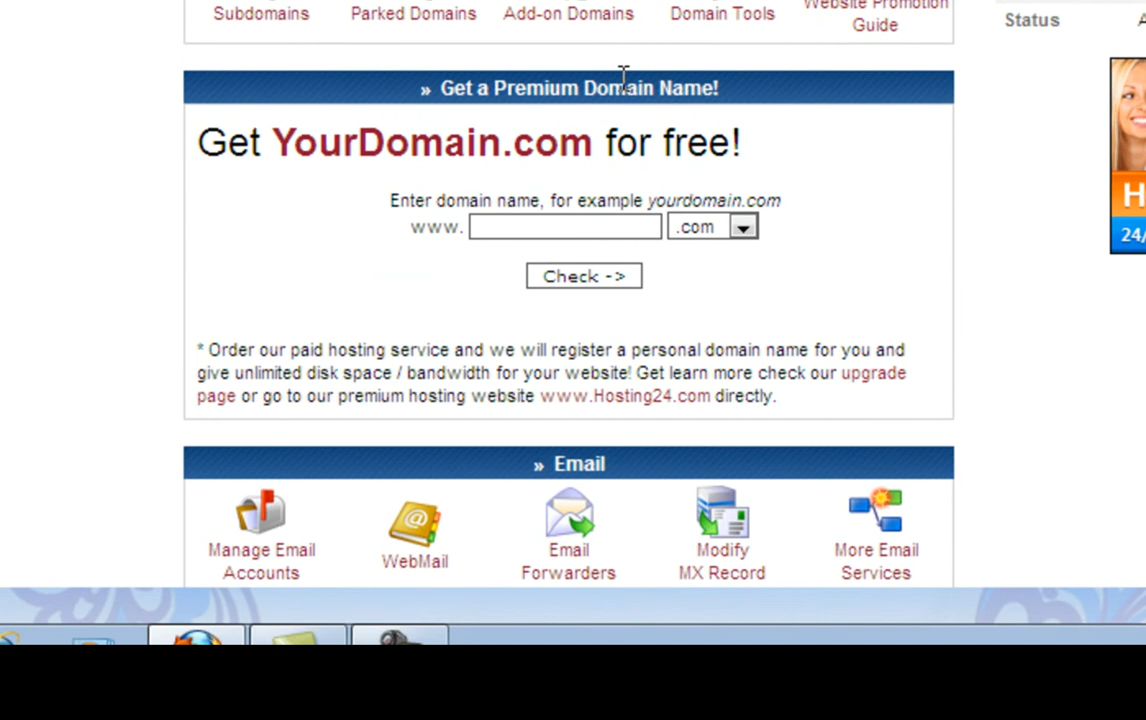 Subdomains
Parked Domains
Add-on Domains
Domain Tools
Website Promotion
Guide
Status
» Get a Premium Domain Name!
Get YourDomain.com for free!
Enter domain name, for example yourdomain.com
www.
.com
Check ->
* Order our paid hosting service and we will register a personal domain name for you and
give unlimited disk space / bandwidth for your website! Get learn more check our upgrade
page or go to our premium hosting website www.Hosting24.com directly.
24/
» Email
Manage Email
Accounts
WebMail
Email
Forwarders
Modify
MX Record
More Email
Services